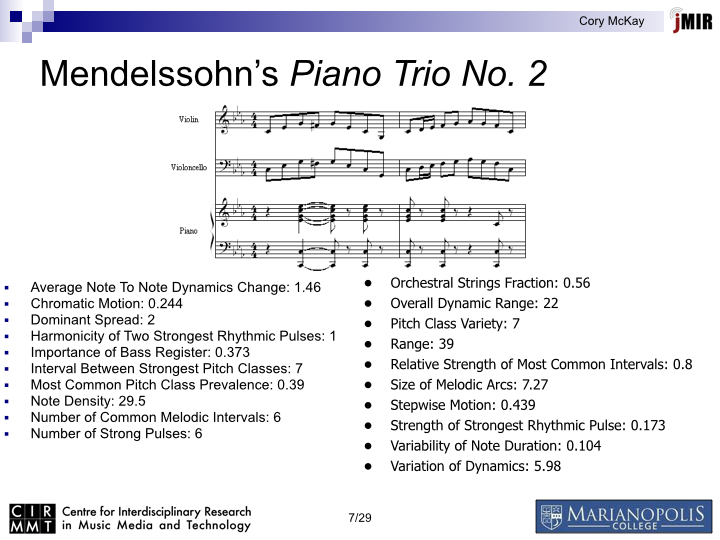 Cory McKay
jMIR
Mendelssohn's Piano Trio No. 2
Violin
Violoncello
Piano
▪ Average Note To Note Dynamics Change: 1.46
▪ Chromatic Motion: 0.244
▪ Dominant Spread: 2
▪ Harmonicity of Two Strongest Rhythmic Pulses: 1
▪ Importance of Bass Register: 0.373
▪ Interval Between Strongest Pitch Classes: 7
▪ Most Common Pitch Class Prevalence: 0.39
▪ Note Density: 29.5
▪ Number of Common Melodic Intervals: 6
▪ Number of Strong Pulses: 6
● Orchestral Strings Fraction: 0.56
● Overall Dynamic Range: 22
● Pitch Class Variety: 7
● Range: 39
● Relative Strength of Most Common Intervals: 0.8
● Size of Melodic Arcs: 7.27
● Stepwise Motion: 0.439
● Strength of Strongest Rhythmic Pulse: 0.173
● Variability of Note Duration: 0.104
● Variation of Dynamics: 5.98
CIR
MMT
Centre for Interdisciplinary Research
in Music Media and Technology
7/29
MARIANOPOLIS
COLLEGE